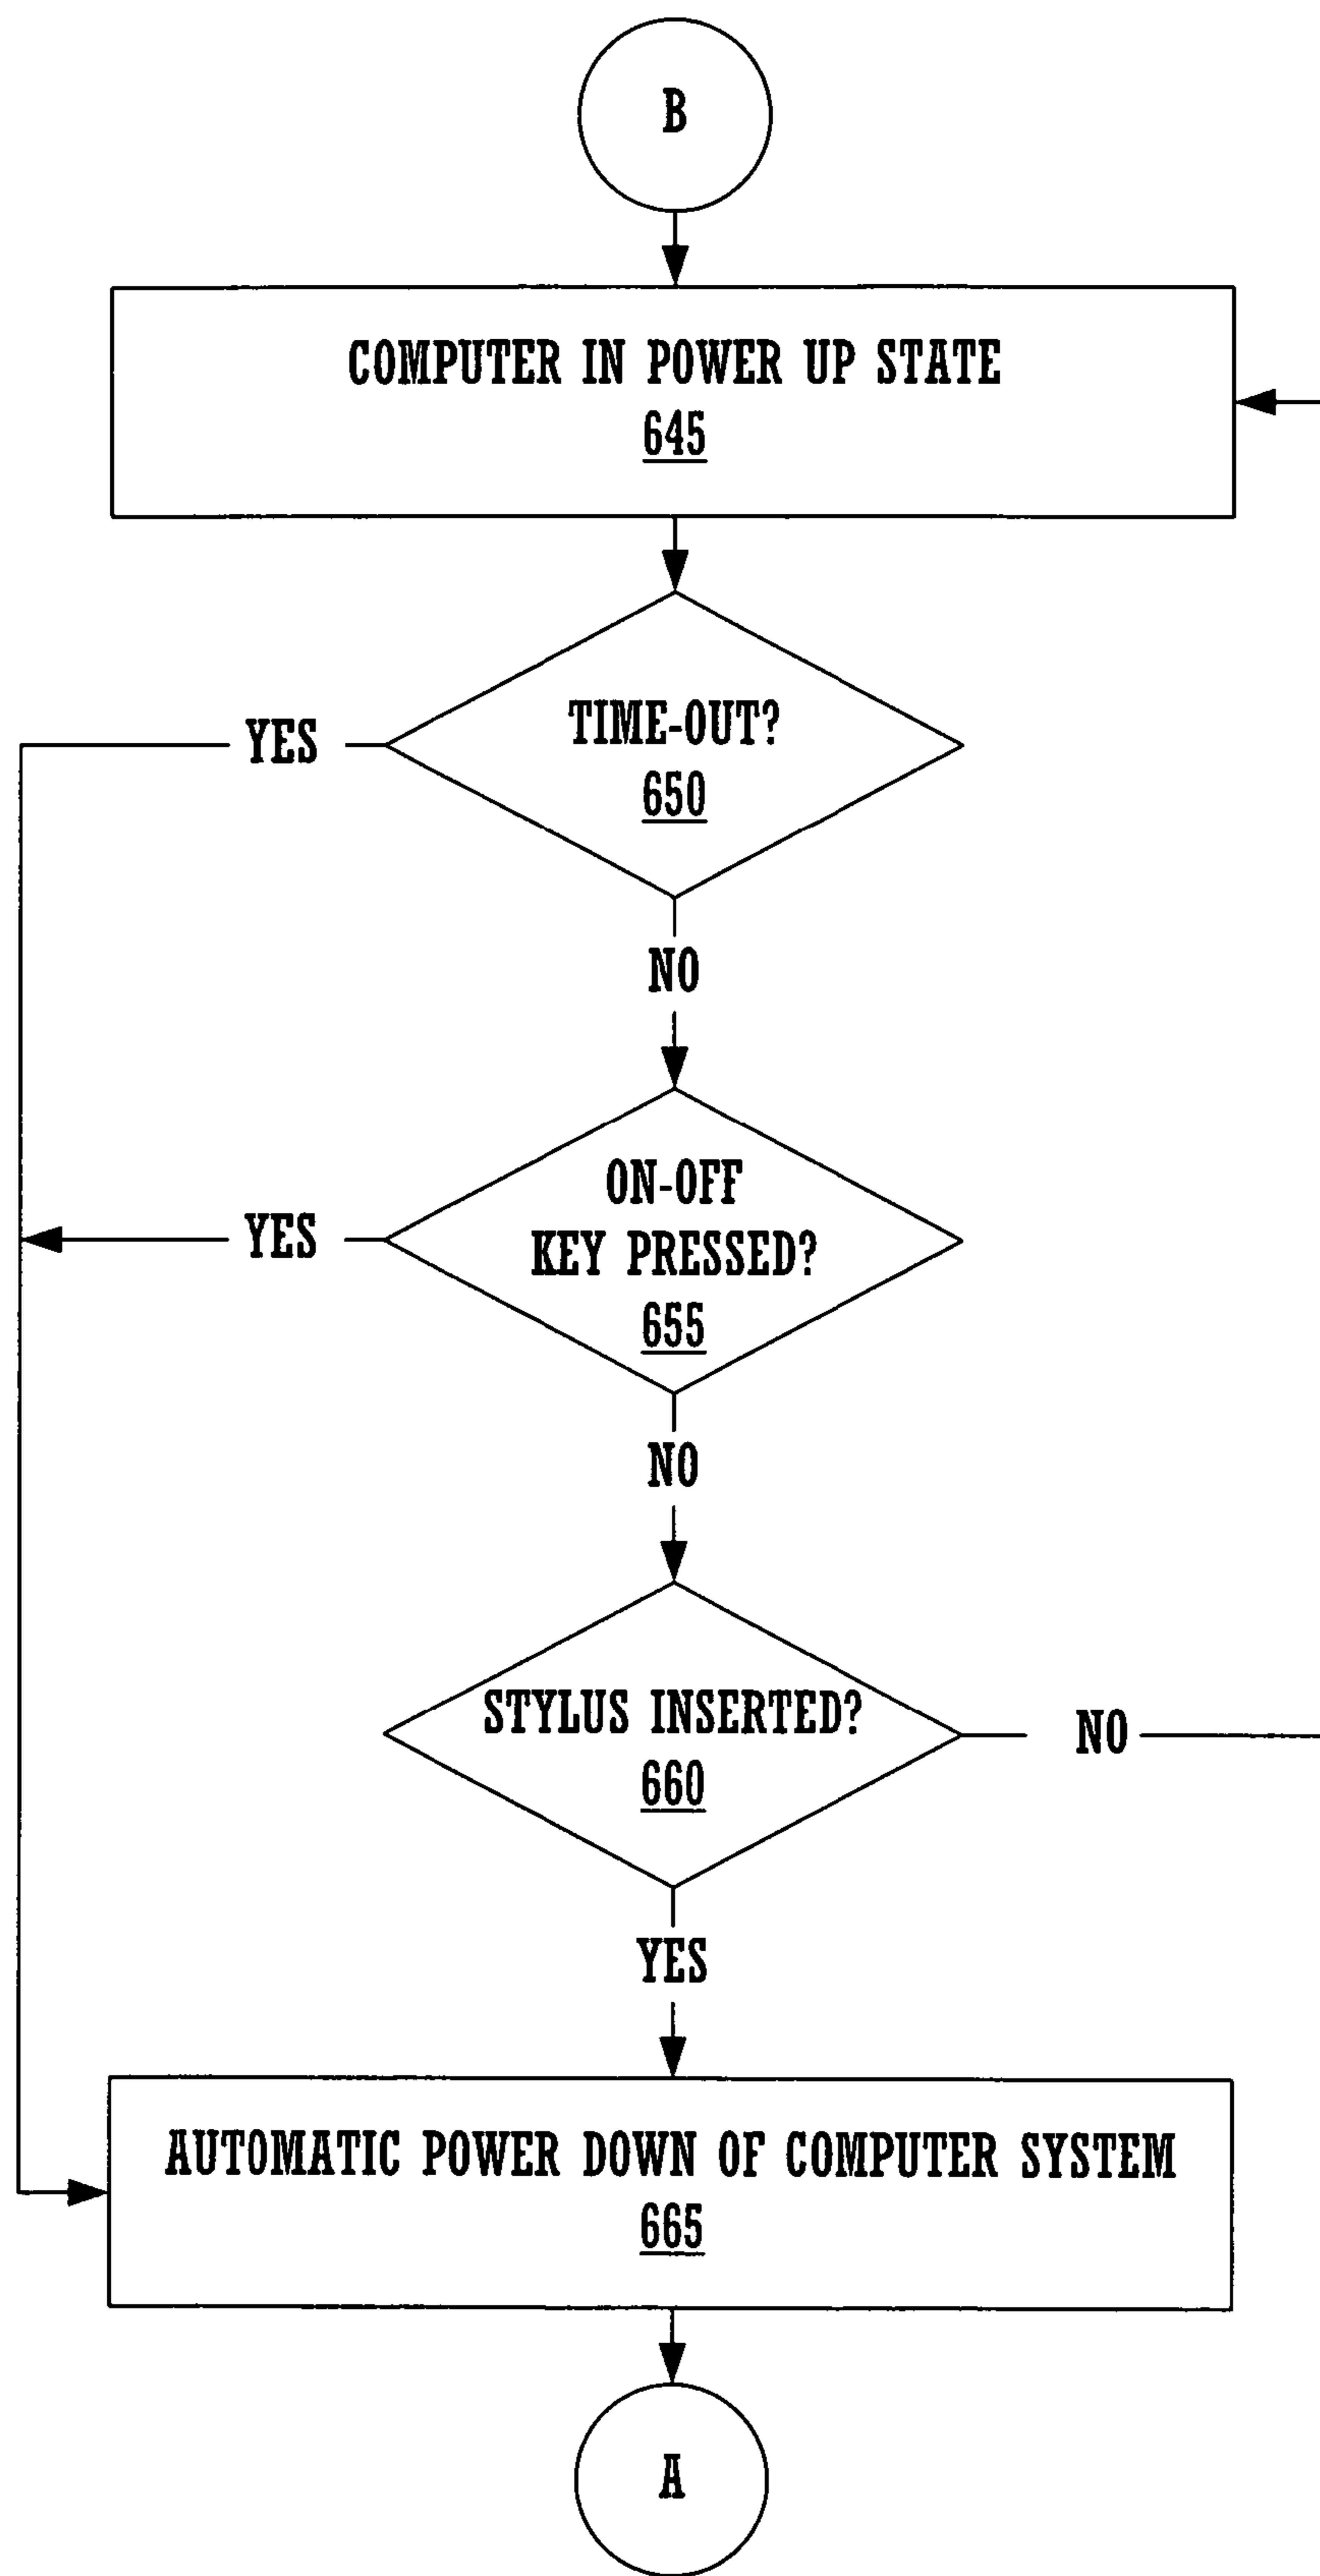 B
COMPUTER IN POWER UP STATE
645
TIME-OUT?
650
YES
NO
ON-OFF
KEY PRESSED?
655
YES
NO
STYLUS INSERTED?
660
NO
YES
AUTOMATIC POWER DOWN OF COMPUTER SYSTEM
665
A